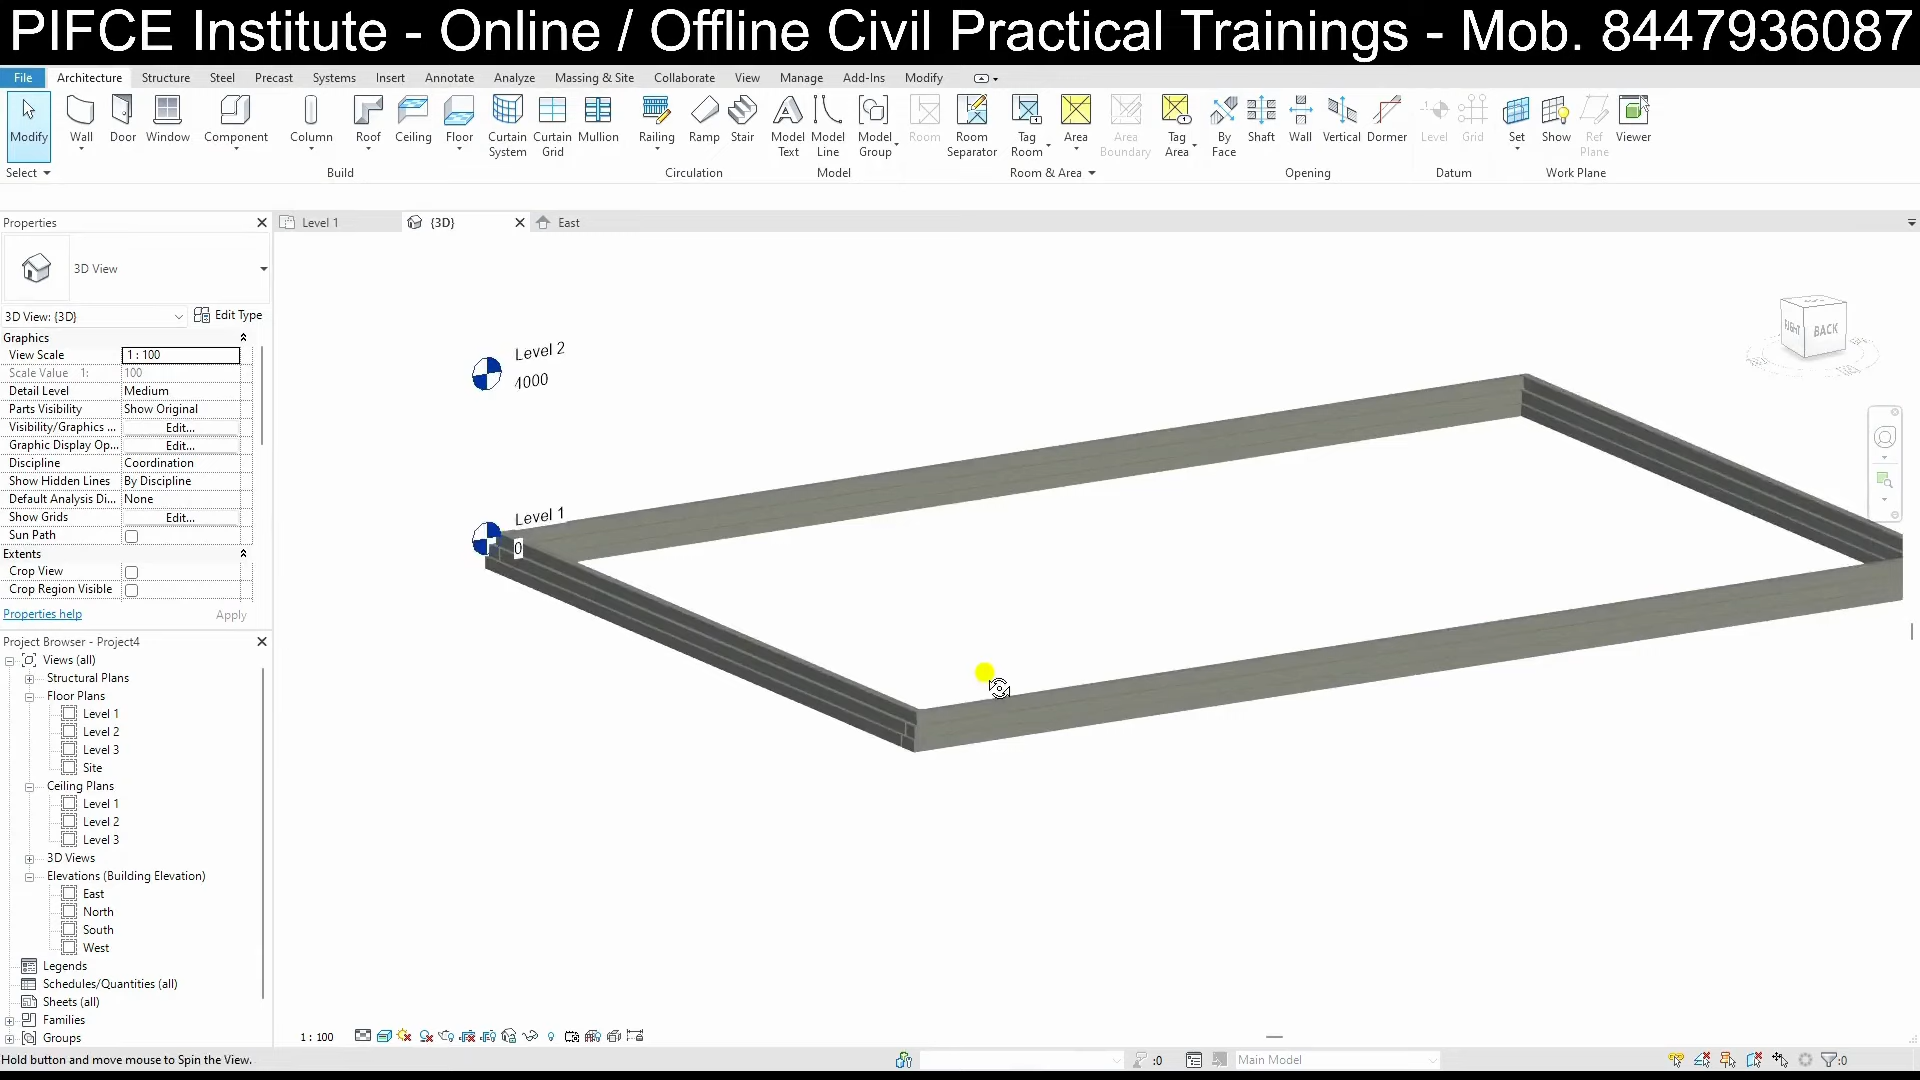 PIFCE Institute - Online / Offline Civil Practical Trainings - Mob. 8447936087
File Architecture Structure Steel Precast Systems Insert Annotate Analyze Massing & Site Collaborate View Manage Add-Ins Modify
Modify Wall Door Window Component Column Roof Ceiling Floor Curtain System Curtain Grid Mullion Railing Ramp Stair Model Text Model Line Model Group Room Room Separator Tag Room Area Area Boundary Tag Area By Face Shaft Wall Vertical Dormer Level Grid Set Show Ref Plane Viewer
Select Build Circulation Model Room & Area Opening Datum Work Plane
Properties
Level 1 {3D} East
3D View
3D View: {3D} Edit Type
Graphics
View Scale 1 : 100
Scale Value 1: 100
Detail Level Medium
Parts Visibility Show Original
Visibility/Graphics ... Edit...
Graphic Display Op... Edit...
Discipline Coordination
Show Hidden Lines By Discipline
Default Analysis Di... None
Show Grids Edit...
Sun Path
Extents
Crop View
Crop Region Visible
Properties help Apply
Project Browser - Project4
Views (all)
Structural Plans
Floor Plans
Level 1
Level 2
Level 3
Site
Ceiling Plans
Level 1
Level 2
Level 3
3D Views
Elevations (Building Elevation)
East
North
South
West
Legends
Schedules/Quantities (all)
Sheets (all)
Families
Groups
Level 2
4000
Level 1
0
RIGHT BACK
1 : 100
Hold button and move mouse to Spin the View.
:0 Main Model :0